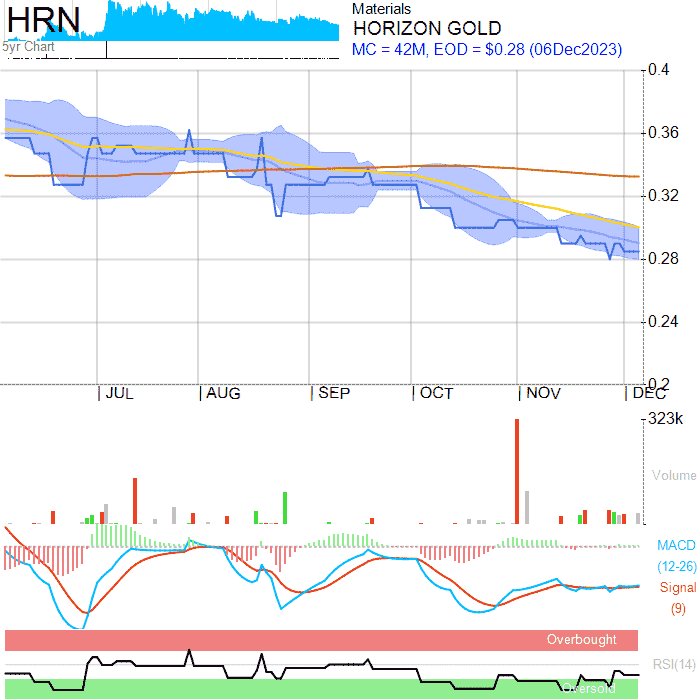 HRN
5yr Chart
Materials
HORIZON GOLD
MC = 42M, EOD = $0.28 (06Dec2023)
0.4
0.36
0.32
0.28
0.24
0.2
JUL AUG SEP OCT NOV DEC
323k
Volume
MACD
(12-26)
Signal
(9)
Overbought
RSI(14)
Oversold